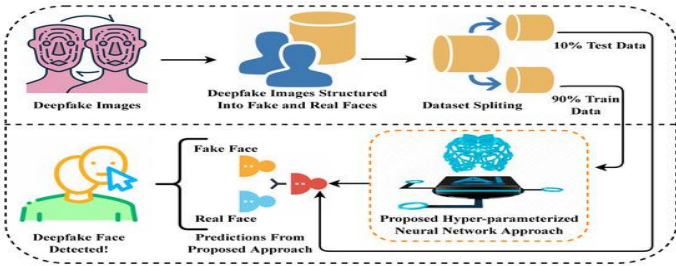 10% Test Data
Deepfake Images
Deepfake Images Structured
Into Fake and Real Faces
Dataset Spliting
90% Train
Data
Fake Face
Real Face
Deepfake Face
Detected!
Predictions From
Proposed Approach
AI
Proposed Hyper-parameterized
Neural Network Approach